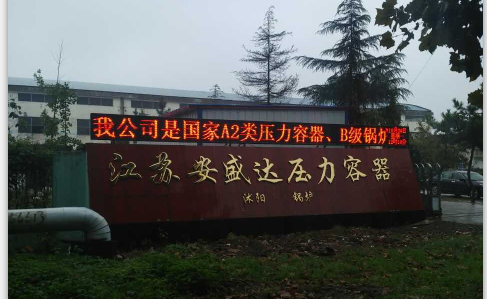 我公司是国家A2类压力容器、B级锅炉
江苏安盛达压力容器
沭阳 锅炉